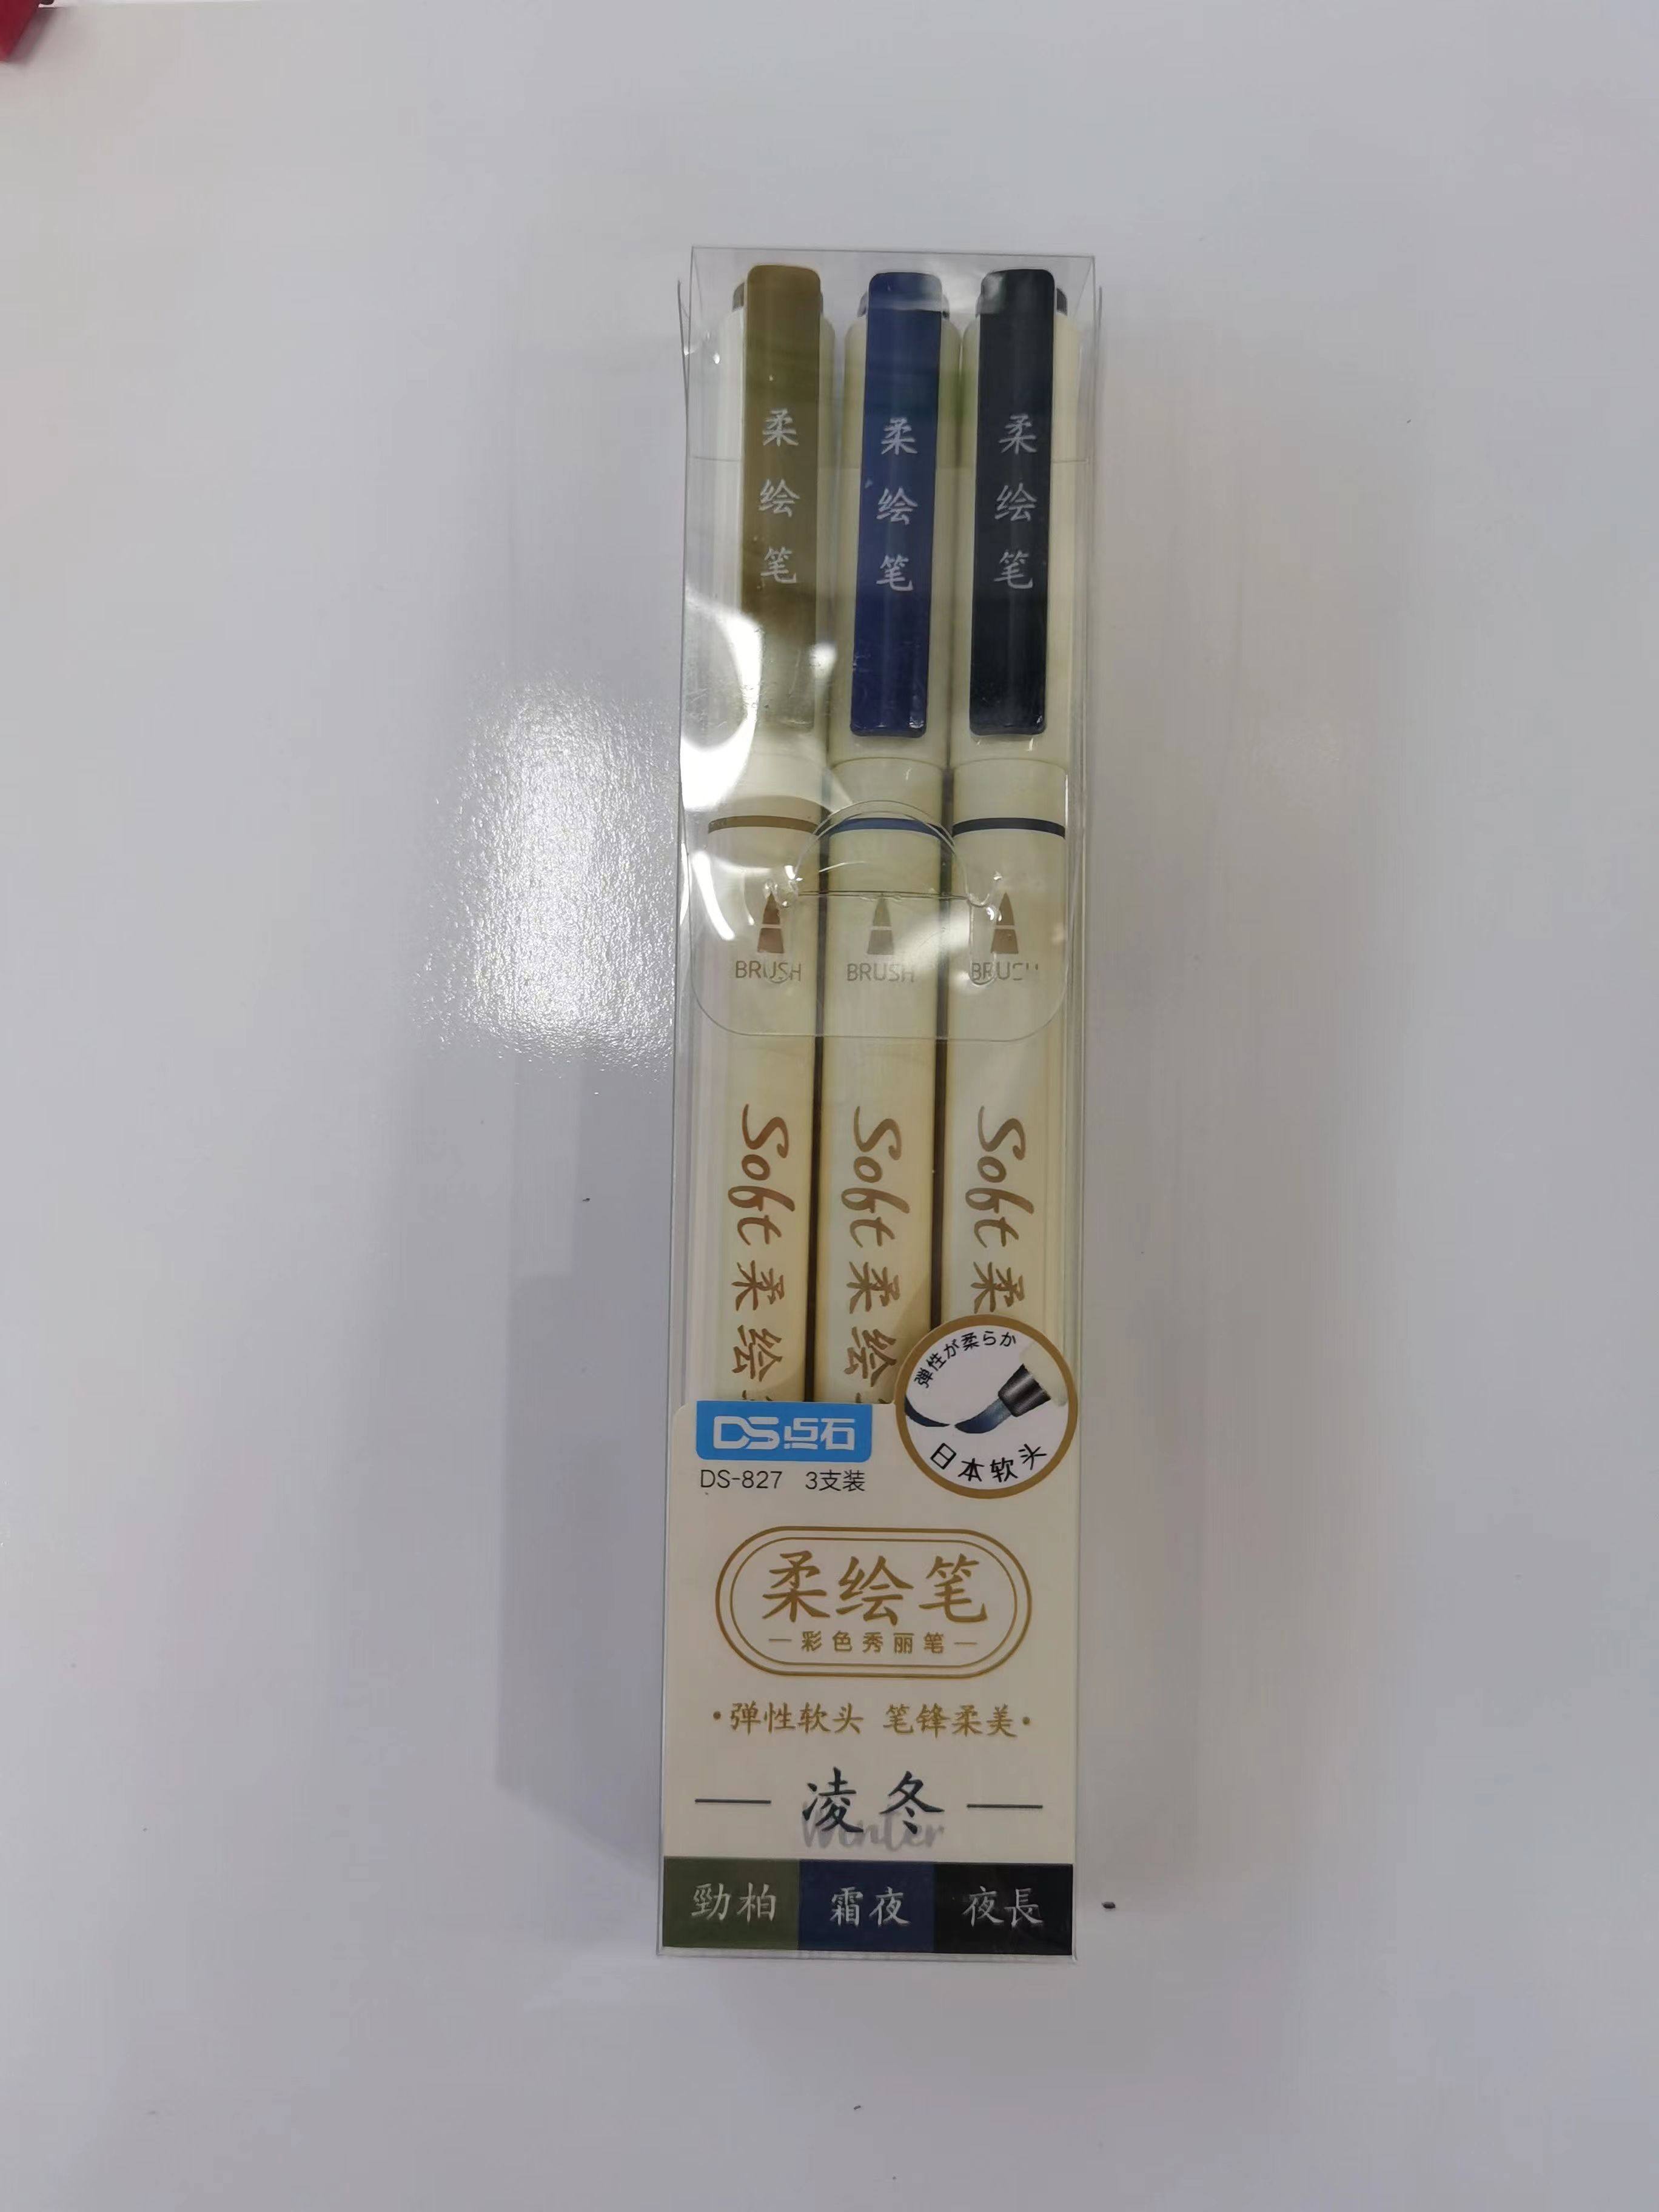 柔绘笔
柔绘笔
柔绘笔
BRUSH
BRUSH
Soft 柔绘
Soft 柔绘
Soft 柔
弾性が柔らか
日本软头
DS点石
DS-827 3支装
柔绘笔
—彩色秀丽笔—
·弹性软头 笔锋柔美·
凌冬
Winter
勁柏 霜夜 夜長